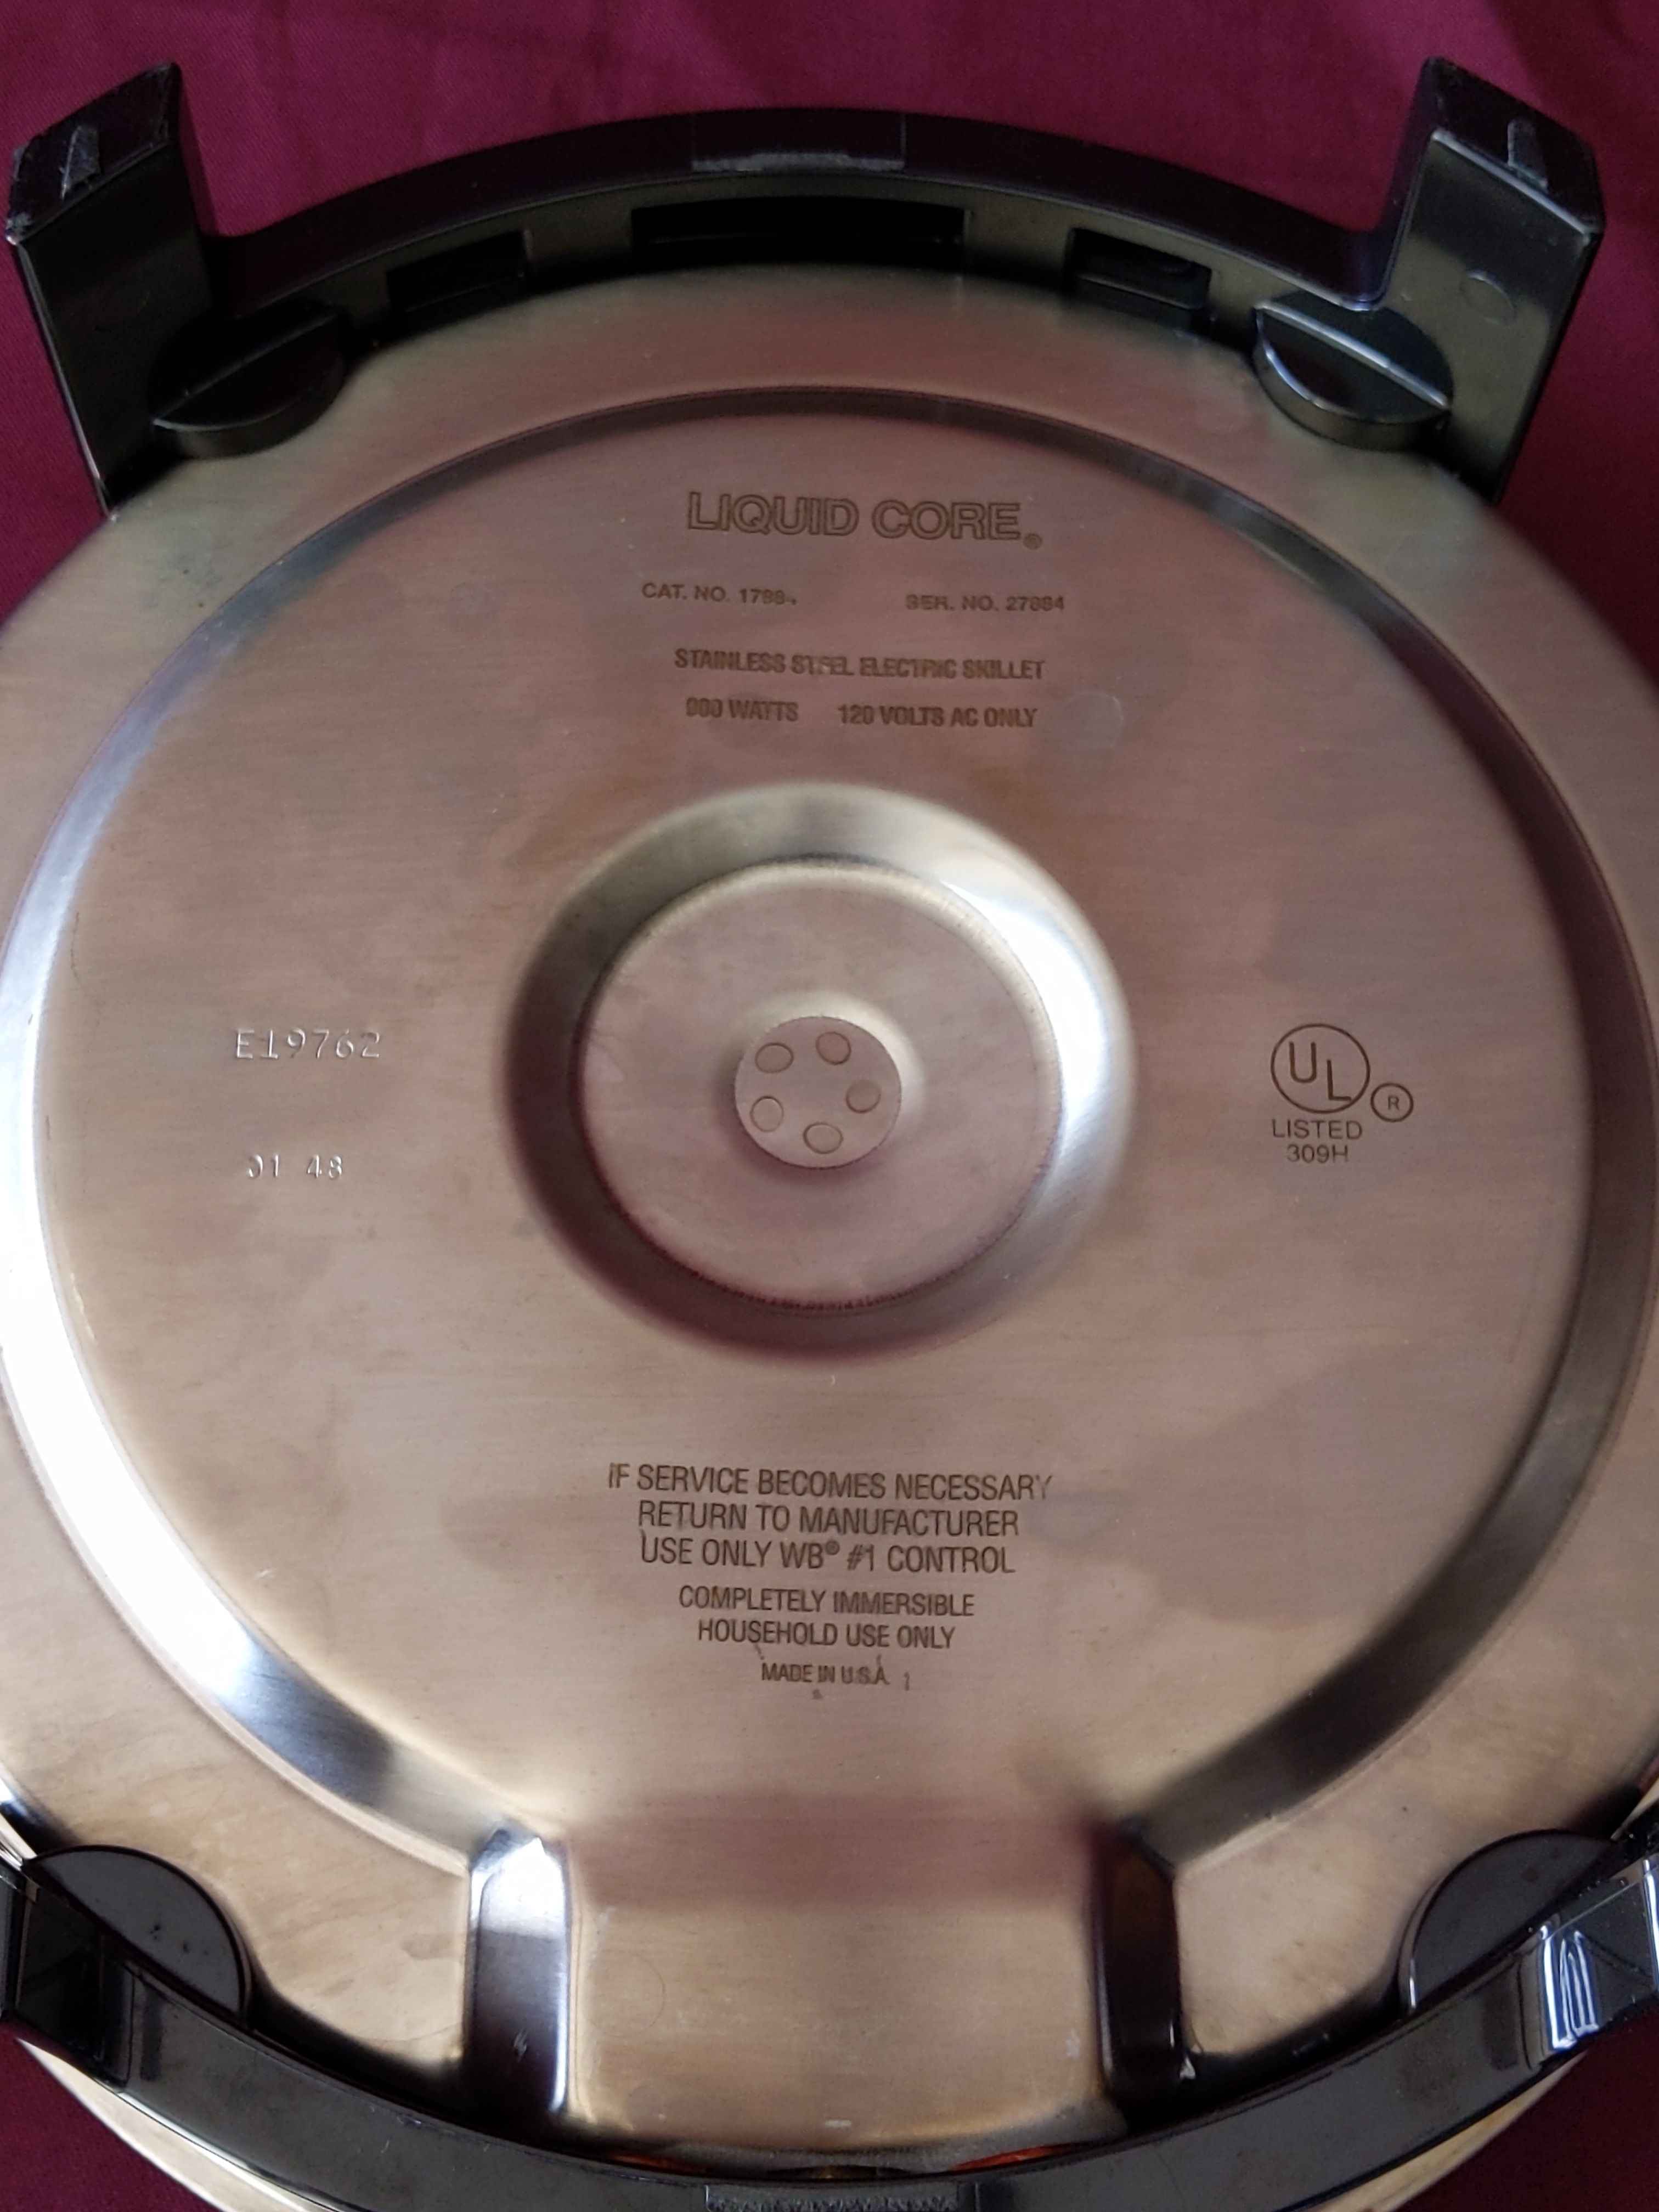 LIQUID CORE®
CAT. NO. SER. NO.
STAINLESS STEEL ELECTRIC SKILLET
900 WATTS 120 VOLTS AC ONLY
E19762
48
UL ®
LISTED
309H
IF SERVICE BECOMES NECESSARY
RETURN TO MANUFACTURER
USE ONLY WB® #1 CONTROL
COMPLETELY IMMERSIBLE
HOUSEHOLD USE ONLY
MADE IN U.S.A.